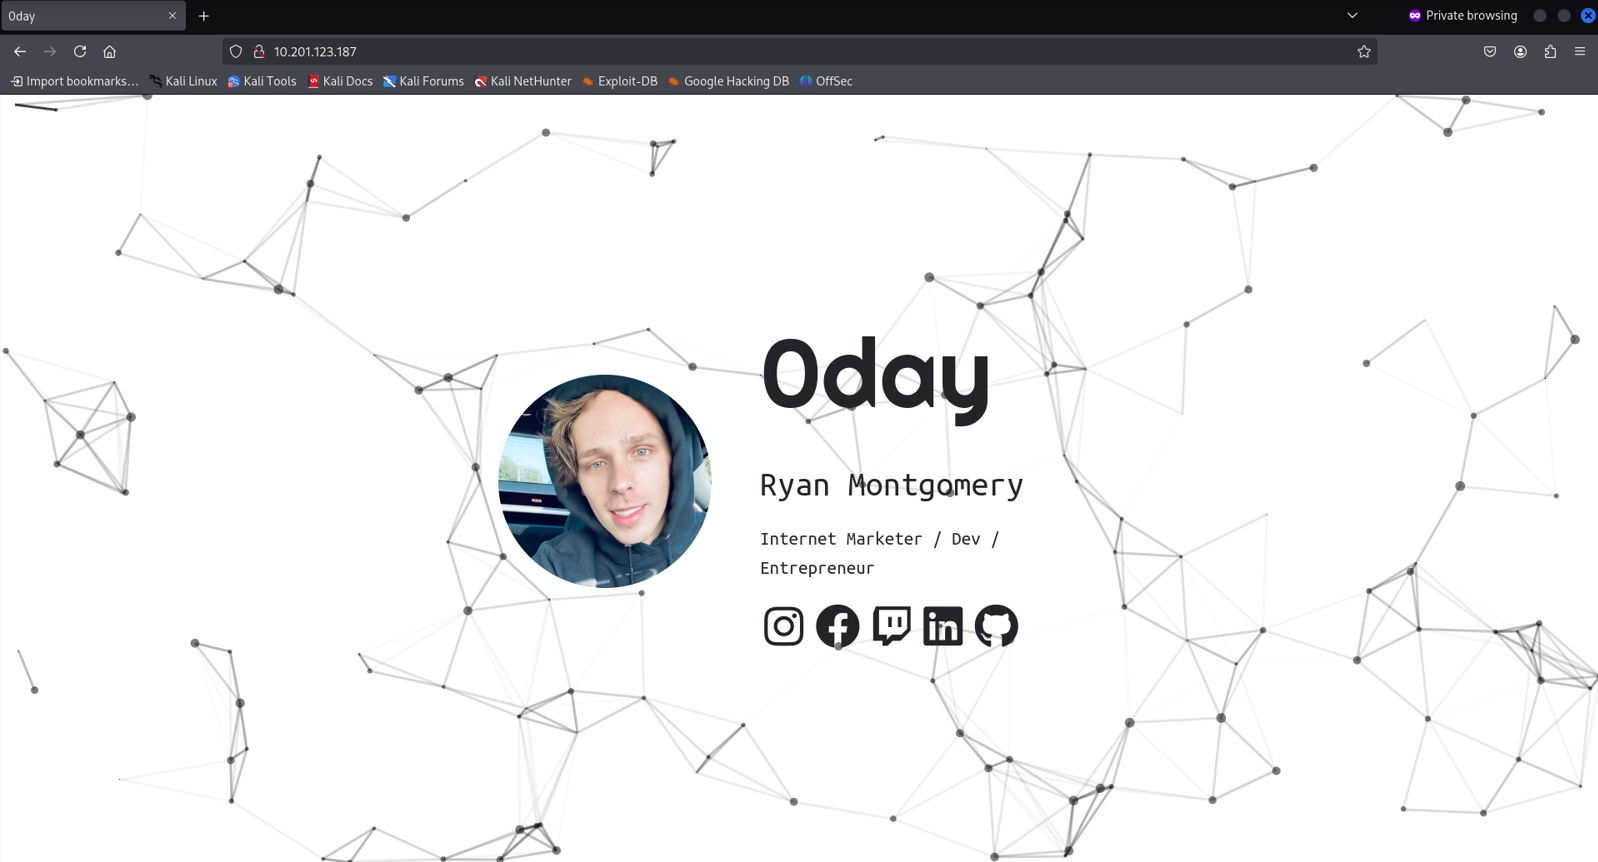 0day
Private browsing
10.201.123.187
Import bookmarks... Kali Linux Kali Tools Kali Docs Kali Forums Kali NetHunter Exploit-DB Google Hacking DB OffSec
0day
Ryan Montgomery
Internet Marketer / Dev /
Entrepreneur